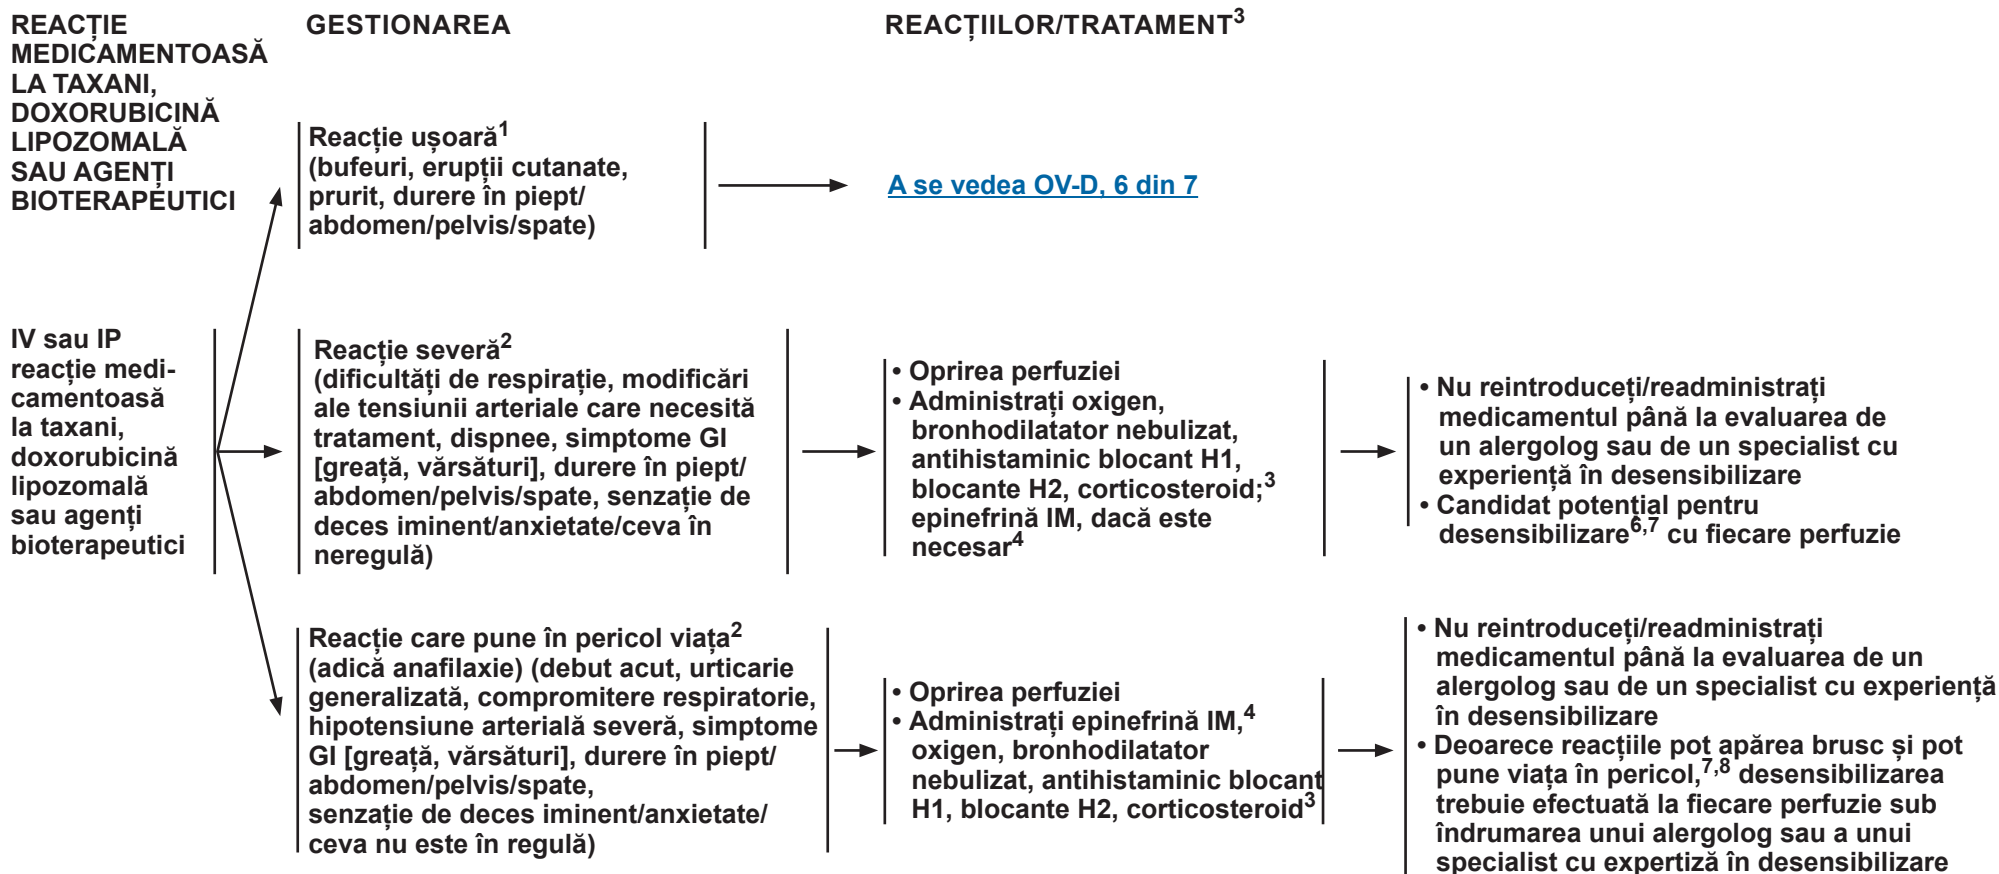 REACȚIE
MEDICAMENTOASĂ
LA TAXANI,
DOXORUBICINĂ
LIPOZOMALĂ
SAU AGENȚI
BIOTERAPEUTICI
GESTIONAREA
REACȚIILOR/TRATAMENT3
Reacție ușoară1
(bufeuri, erupții cutanate,
prurit, durere în piept/
abdomen/pelvis/spate)
A se vedea OV-D, 6 din 7
IV sau IP
reacție medi-
camentoasă
la taxani,
doxorubicină
lipozomală
sau agenți
bioterapeutici
Reacție severă2
(dificultăți de respirație, modificări
ale tensiunii arteriale care necesită
tratament, dispnee, simptome GI
[greață, vărsături], durere în piept/
abdomen/pelvis/spate, senzație de
deces iminent/anxietate/ceva în
neregulă)
• Oprirea perfuziei
• Administrați oxigen,
bronhodilatator nebulizat,
antihistaminic blocant H1,
blocante H2, corticosteroid;3
epinefrină IM, dacă este
necesar4
• Nu reintroduceți/readministrați
medicamentul până la evaluarea de
un alergolog sau de un specialist cu
experiență în desensibilizare
• Candidat potențial pentru
desensibilizare6,7 cu fiecare perfuzie
Reacție care pune în pericol viața2
(adică anafilaxie) (debut acut, urticarie
generalizată, compromitere respiratorie,
hipotensiune arterială severă, simptome
GI [greață, vărsături], durere în piept/
abdomen/pelvis/spate,
senzație de deces iminent/anxietate/
ceva nu este în regulă)
• Oprirea perfuziei
• Administrați epinefrină IM,4
oxigen, bronhodilatator
nebulizat, antihistaminic blocant
H1, blocante H2, corticosteroid3
• Nu reintroduceți/readministrați
medicamentul până la evaluarea de un
alergolog sau de un specialist cu experiență
în desensibilizare
• Deoarece reacțiile pot apărea brusc și pot
pune viața în pericol,7,8 desensibilizarea
trebuie efectuată la fiecare perfuzie sub
îndrumarea unui alergolog sau a unui
specialist cu expertiză în desensibilizare